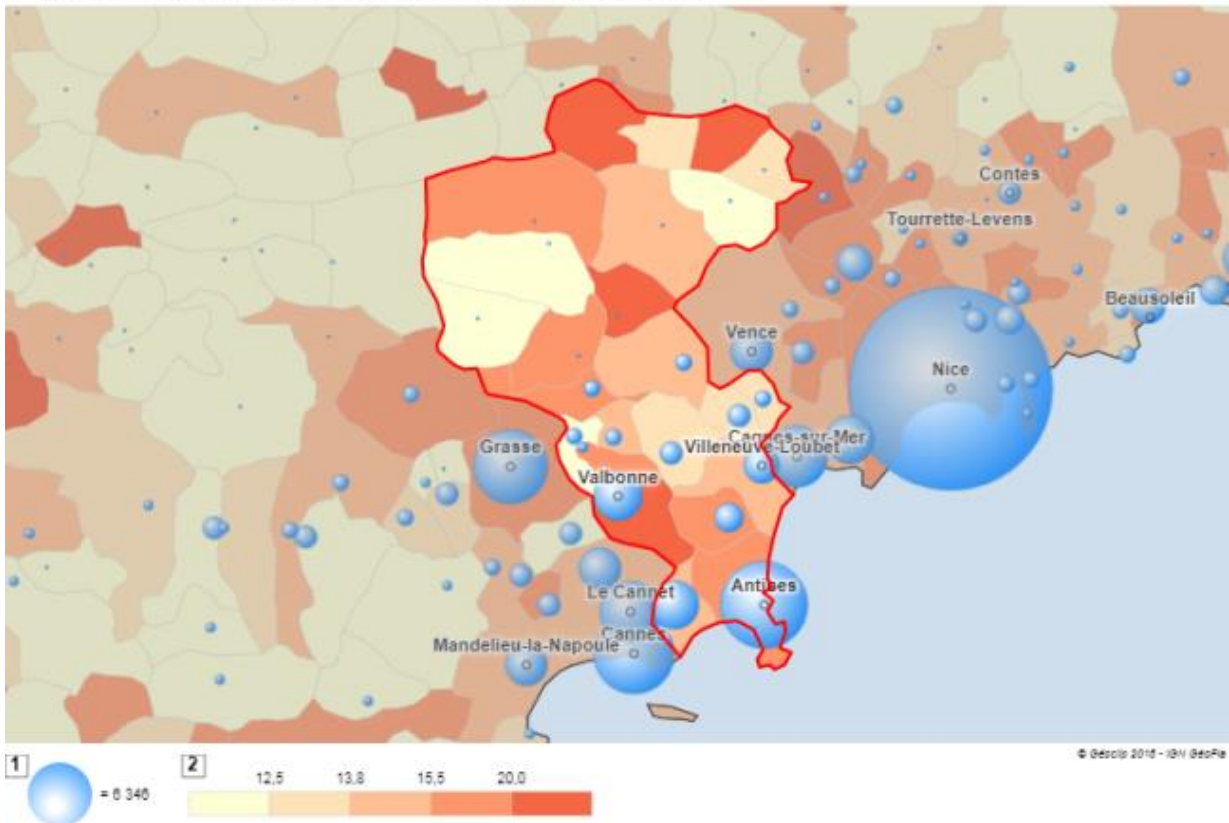 Contes
Tourrette-Levens
Beausoleil
Vence
Nice
Cagnes-sur-Mer
Villeneuve-Loubet
Grasse
Valbonne
Antibes
Le Cannet
Cannes
Mandelieu-la-Napoule
© Géoclip 2016 - IGN GéoFla
1
= 6 346
2
12,5 13,8 15,5 20,0